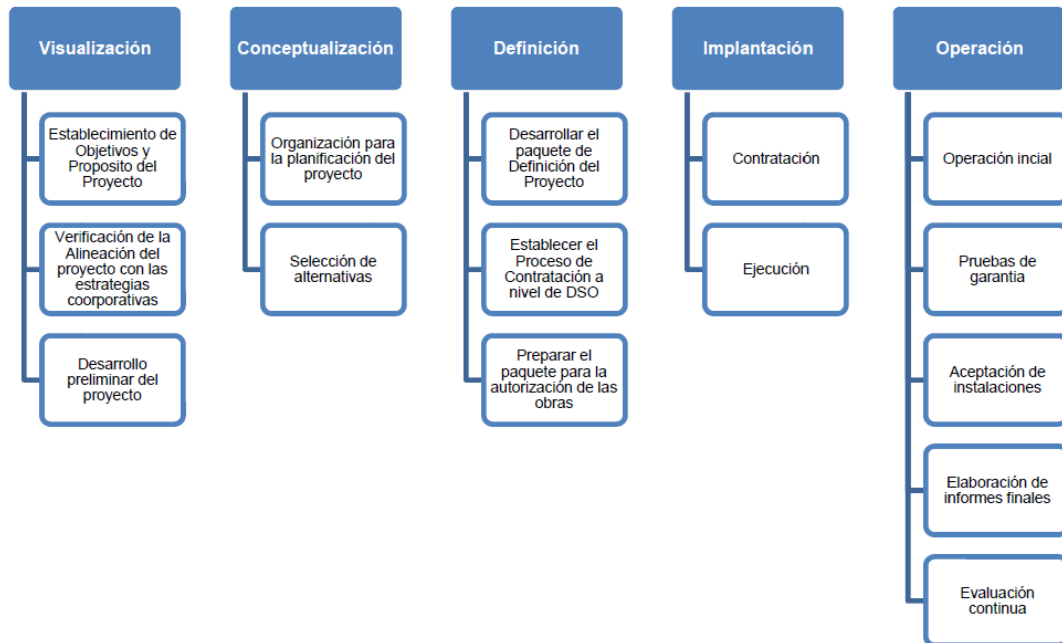 Visualización
Establecimiento de
Objetivos y
Proposito del
Proyecto
Verificación de la
Alineación del
proyecto con las
estrategias
coorporativas
Desarrollo
preliminar del
proyecto
Conceptualización
Organización para
la planificación del
proyecto
Selección de
alternativas
Definición
Desarrollar el
paquete de
Definición del
Proyecto
Establecer el
Proceso de
Contratación a
nivel de DSO
Preparar el
paquete para la
autorización de las
obras
Implantación
Contratación
Ejecución
Operación
Operación incial
Pruebas de
garantia
Aceptación de
instalaciones
Elaboración de
informes finales
Evaluación
continua